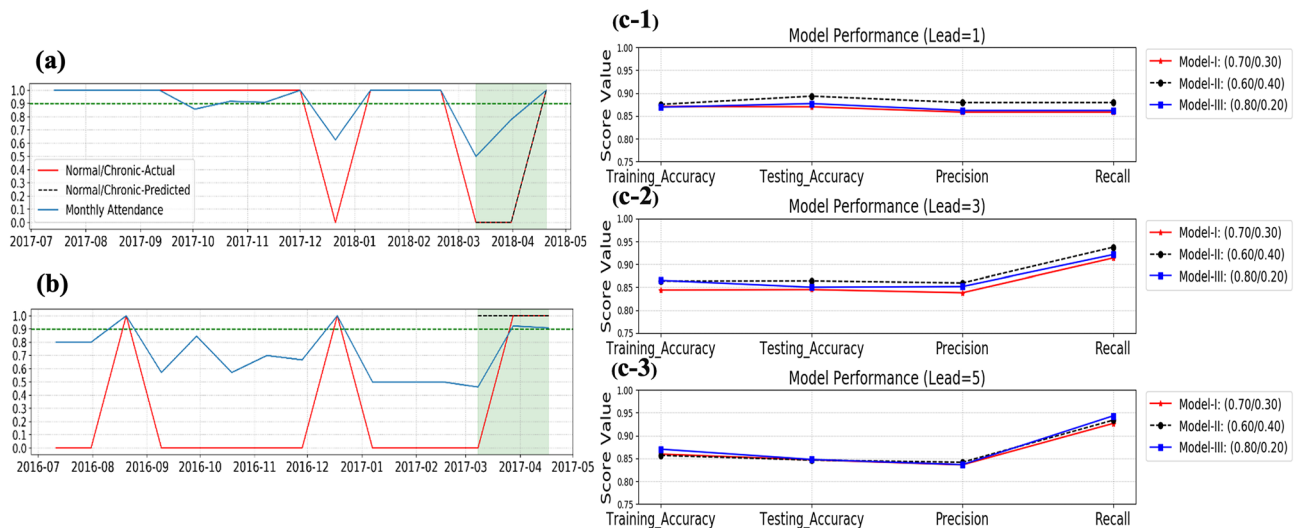 (a)
1.0
0.9
0.8
0.7
0.6
0.5
0.4
0.3
0.2
0.1
0.0
Normal/Chronic-Actual
Normal/Chronic-Predicted
Monthly Attendance
2017-07 2017-08 2017-09 2017-10 2017-11 2017-12 2018-01 2018-02 2018-03 2018-04 2018-05
(b)
1.0
0.9
0.8
0.7
0.6
0.5
0.4
0.3
0.2
0.1
0.0
2016-07 2016-08 2016-09 2016-10 2016-11 2016-12 2017-01 2017-02 2017-03 2017-04 2017-05
(c-1)
Model Performance (Lead=1)
Score Value
1.00
0.95
0.90
0.85
0.80
0.75
Training_Accuracy Testing_Accuracy Precision Recall
Model-I: (0.70/0.30)
Model-II: (0.60/0.40)
Model-III: (0.80/0.20)
(c-2)
Model Performance (Lead=3)
Score Value
1.00
0.95
0.90
0.85
0.80
0.75
Training_Accuracy Testing_Accuracy Precision Recall
Model-I: (0.70/0.30)
Model-II: (0.60/0.40)
Model-III: (0.80/0.20)
(c-3)
Model Performance (Lead=5)
Score Value
1.00
0.95
0.90
0.85
0.80
0.75
Training_Accuracy Testing_Accuracy Precision Recall
Model-I: (0.70/0.30)
Model-II: (0.60/0.40)
Model-III: (0.80/0.20)